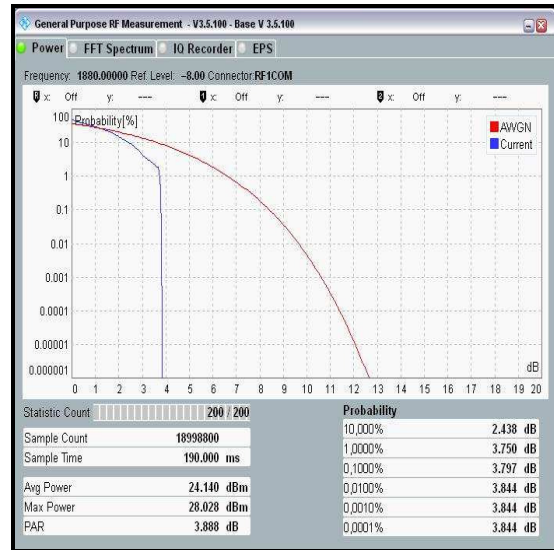 General Purpose RF Measurement - V3.5.100 - Base V 3.5.100
Power FFT Spectrum IQ Recorder EPS
Frequency: 1880.00000 Ref. Level: -8.00 Connector:RF1COM
R x: Off y: --- 1 x: Off y: --- 2 x: Off y: ---
Probability[%]
AWGN
Current
100
10
1
0.1
0.01
0.001
0.0001
0.00001
0.000001
dB
0 1 2 3 4 5 6 7 8 9 10 11 12 13 14 15 16 17 18 19 20
Statistic Count 200 / 200
Sample Count 18998800
Sample Time 190.000 ms
Avg Power 24.140 dBm
Max Power 28.028 dBm
PAR 3.888 dB
Probability
10,000% 2.438 dB
1,0000% 3.750 dB
0,1000% 3.797 dB
0,0100% 3.844 dB
0,0010% 3.844 dB
0,0001% 3.844 dB